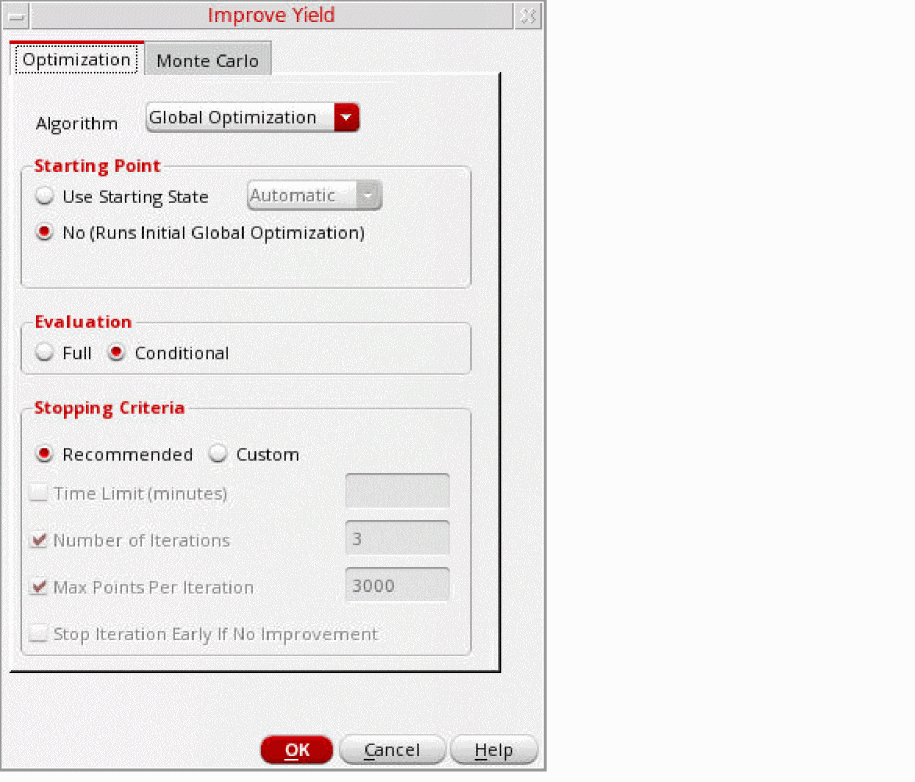 Improve Yield
Optimization Monte Carlo
Algorithm Global Optimization
Starting Point
Use Starting State Automatic
No (Runs Initial Global Optimization)
Evaluation
Full Conditional
Stopping Criteria
Recommended Custom
Time Limit (minutes)
Number of Iterations 3
Max Points Per Iteration 3000
Stop Iteration Early If No Improvement
OK Cancel Help